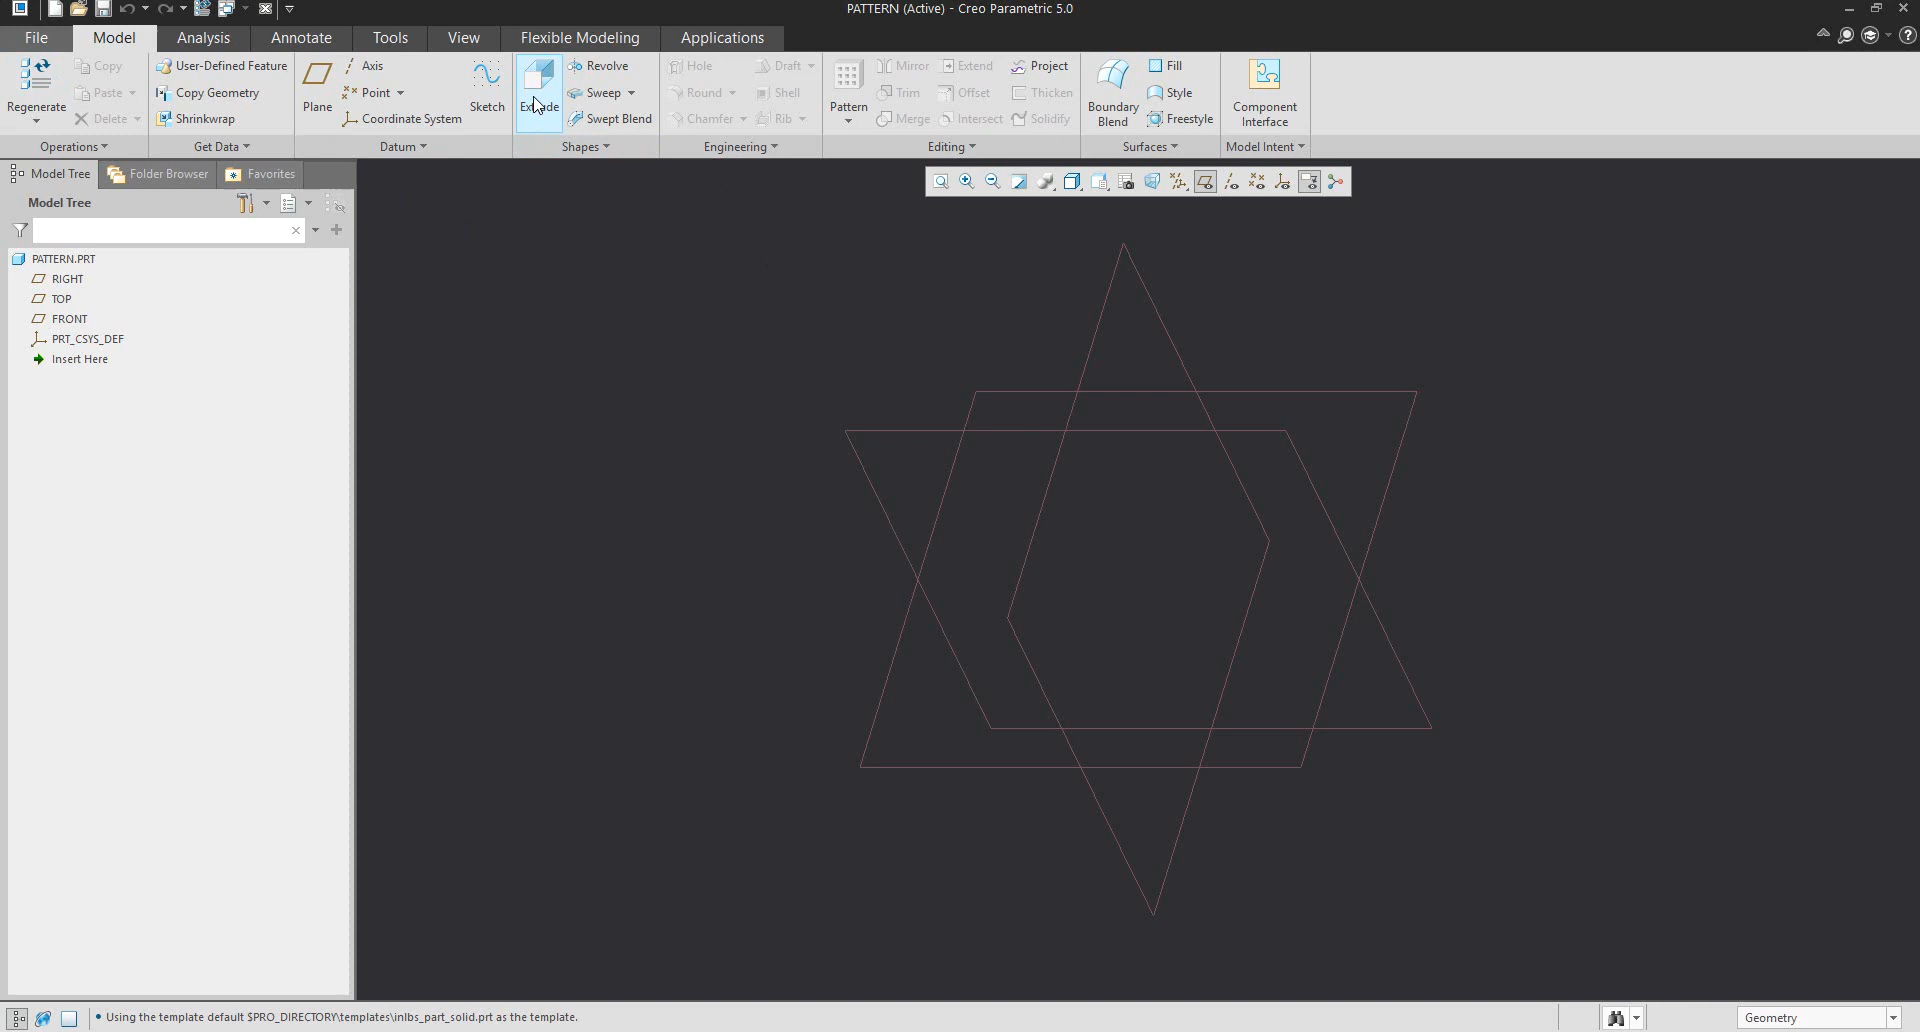 PATTERN (Active) - Creo Parametric 5.0
File Model Analysis Annotate Tools View Flexible Modeling Applications
Regenerate
Copy
Paste
Delete
Operations
User-Defined Feature
Copy Geometry
Shrinkwrap
Get Data
Plane
Axis
Point
Coordinate System
Sketch
Datum
Extrude
Revolve
Sweep
Swept Blend
Shapes
Hole
Round
Chamfer
Draft
Shell
Rib
Engineering
Pattern
Mirror
Trim
Merge
Extend
Offset
Intersect
Project
Thicken
Solidify
Editing
Boundary
Blend
Fill
Style
Freestyle
Surfaces
Component
Interface
Model Intent
Model Tree Folder Browser Favorites
Model Tree
PATTERN.PRT
RIGHT
TOP
FRONT
PRT_CSYS_DEF
Insert Here
• Using the template default $PRO_DIRECTORY\templates\inlbs_part_solid.prt as the template.
Geometry